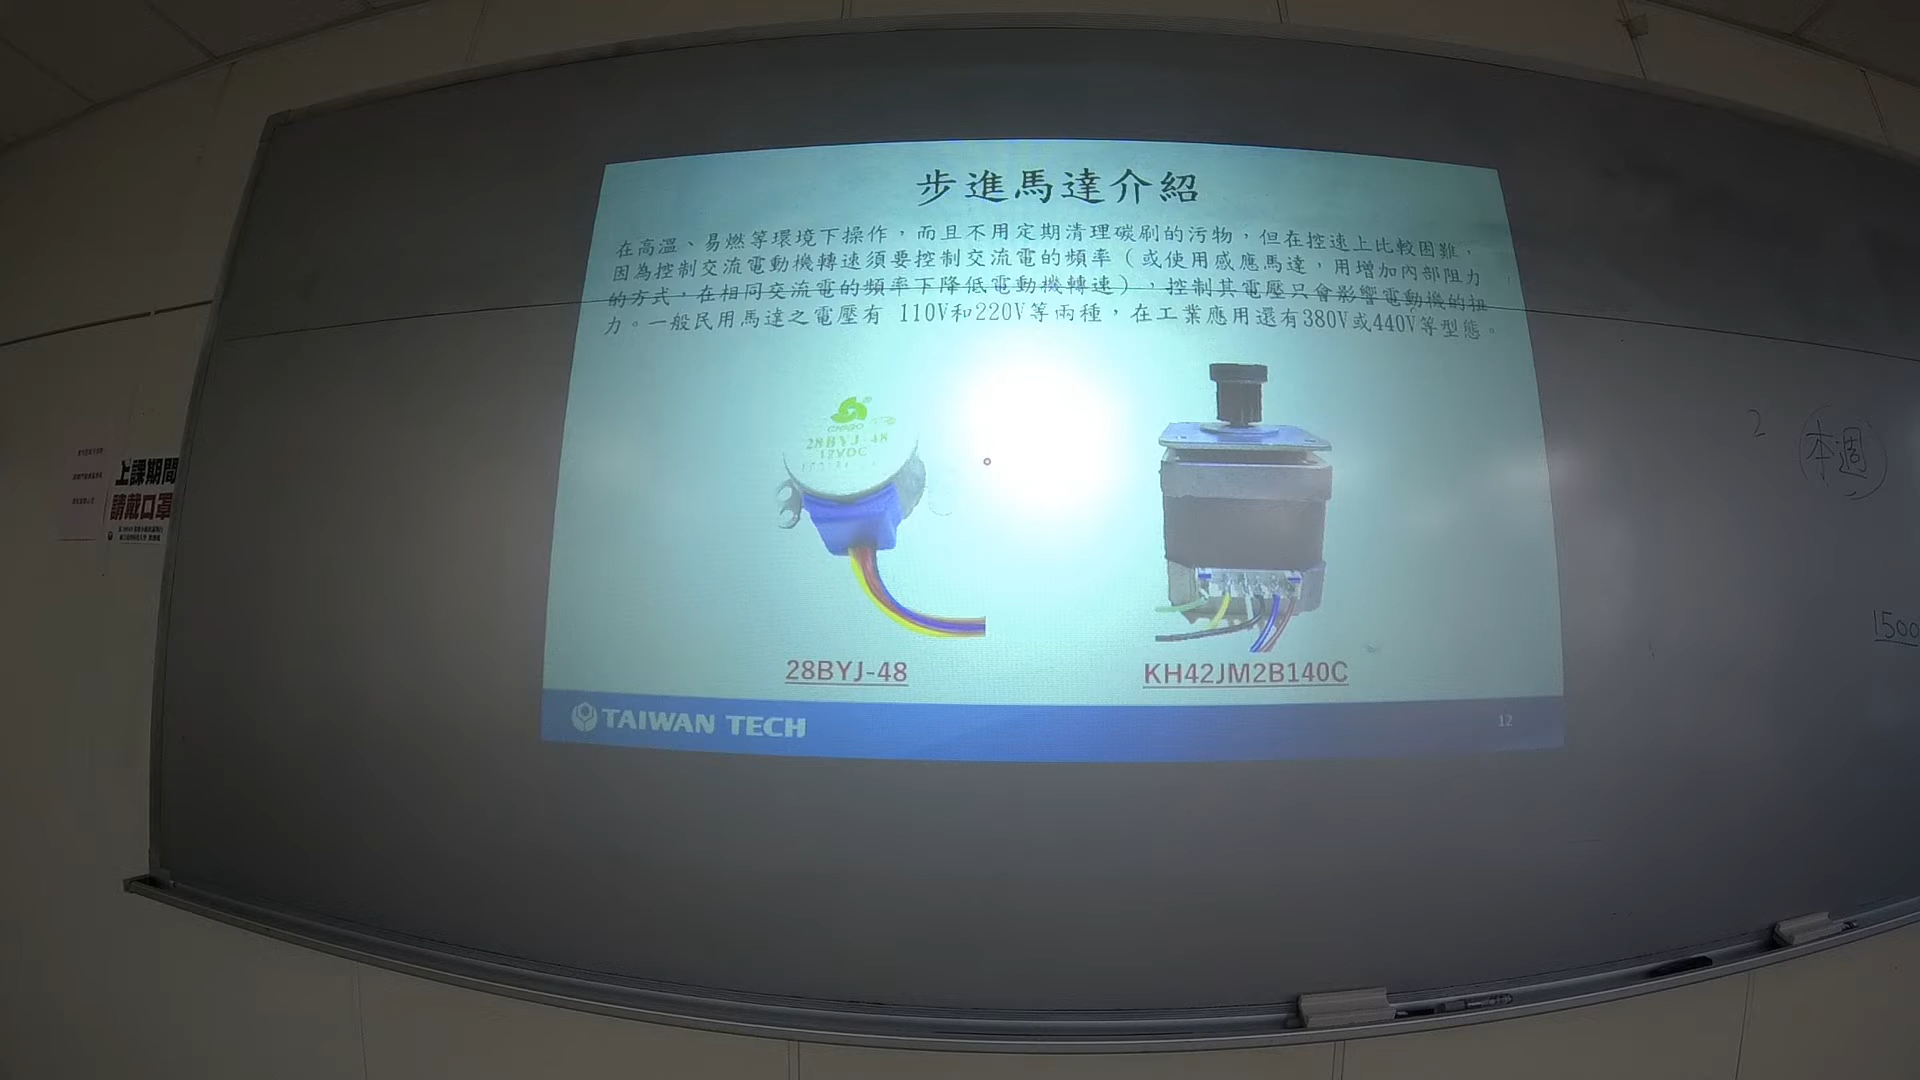 步進馬達介紹
在高溫、易燃等環境下操作，而且不用定期清理碳刷的污物，但在控速上比較困難，
因為控制交流電動機轉速須要控制交流電的頻率（或使用感應馬達，用增加內部阻力
的方式，在相同交流電的頻率下降低電動機轉速），控制其電壓只會影響電動機的扭
力。一般民用馬達之電壓有 110V和220V等兩種，在工業應用還有380V或440V等型態。
28BYJ-48
12VDC
28BYJ-48
KH42JM2B140C
TAIWAN TECH
12
上課期間
請戴口罩
2
本週
1500